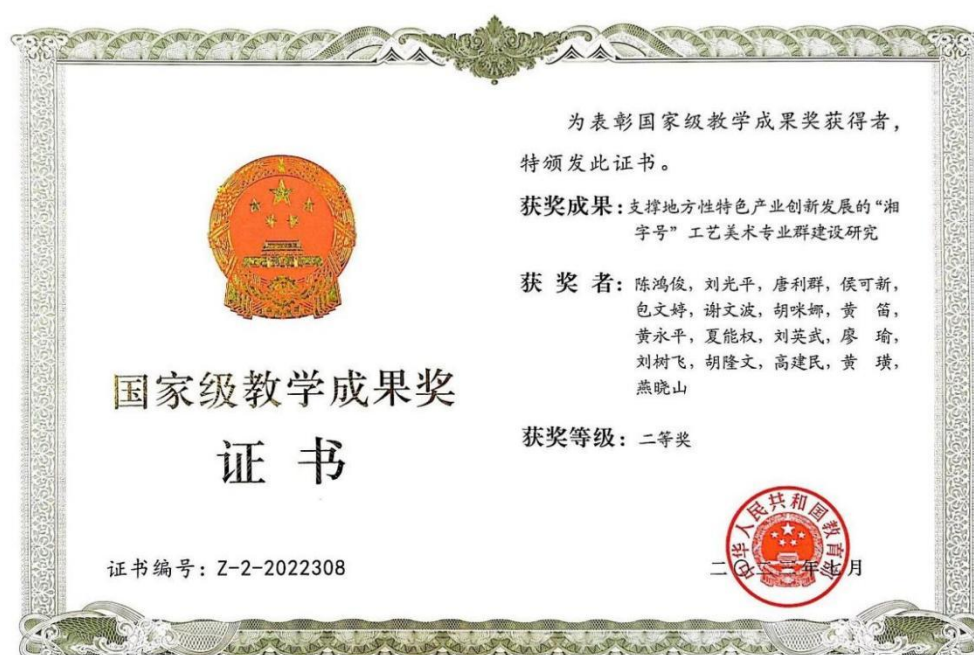 国家级教学成果奖
证书
证书编号：Z-2-2022308
为表彰国家级教学成果奖获得者，
特颁发此证书。
获奖成果：支撑地方性特色产业创新发展的“湘
字号”工艺美术专业群建设研究
获奖者：陈鸿俊，刘光平，唐利群，侯可新，
包文婷，谢文波，胡咪娜，黄 笛，
黄永平，夏能权，刘英武，廖 瑜，
刘树飞，胡隆文，高建民，黄 璜，
燕晓山
获奖等级：二等奖
中华人民共和国教育部
二〇二三年七月